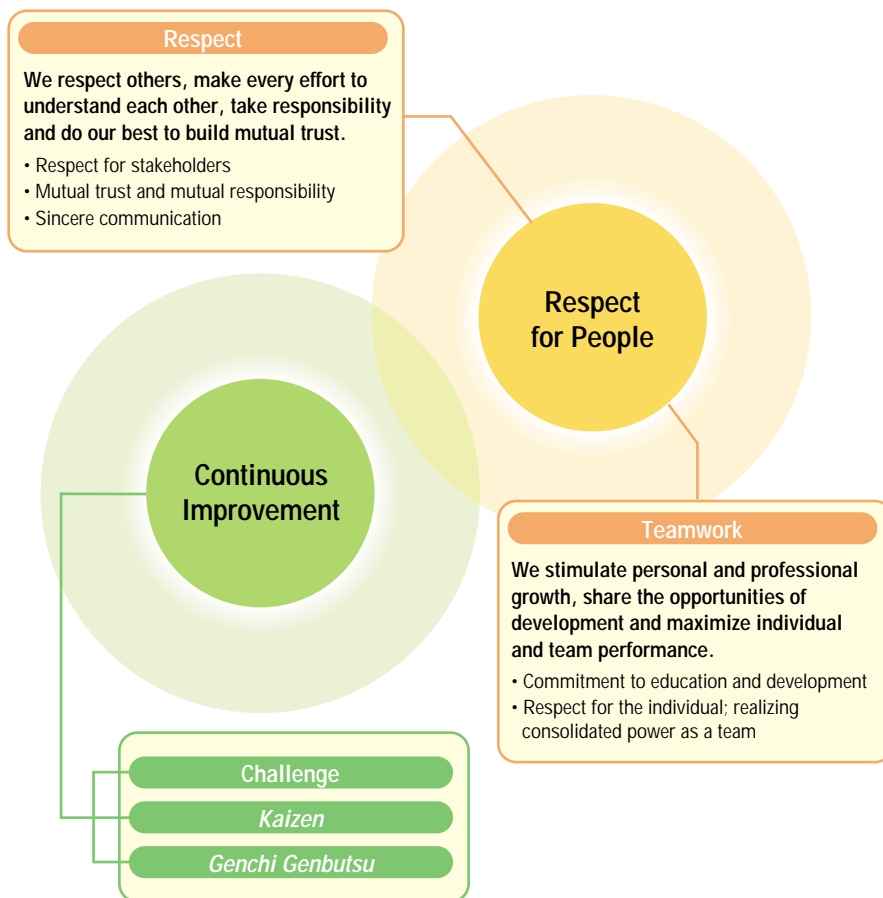 Respect
We respect others, make every effort to
understand each other, take responsibility
and do our best to build mutual trust.
• Respect for stakeholders
• Mutual trust and mutual responsibility
• Sincere communication
Respect
for People
Continuous
Improvement
Teamwork
We stimulate personal and professional
growth, share the opportunities of
development and maximize individual
and team performance.
• Commitment to education and development
• Respect for the individual; realizing
consolidated power as a team
Challenge
Kaizen
Genchi Genbutsu